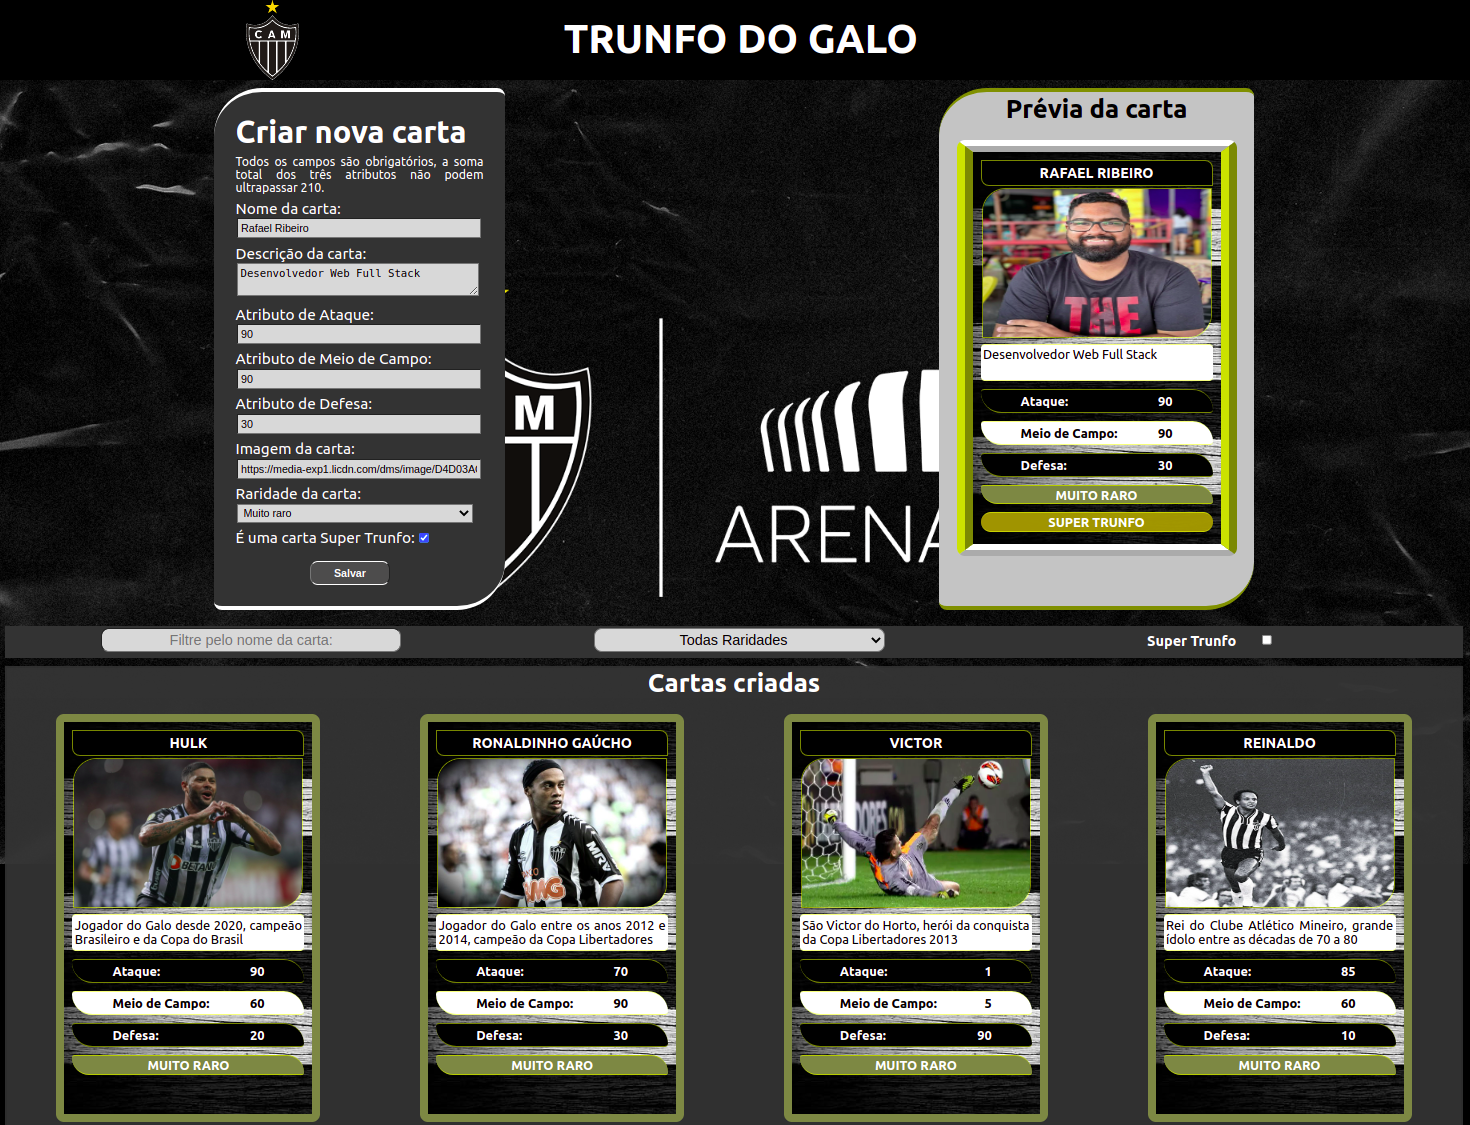 CAM
TRUNFO DO GALO
Criar nova carta
Todos os campos são obrigatórios, a soma
total dos três atributos não podem
ultrapassar 210.
Nome da carta:
Rafael Ribeiro
Descrição da carta:
Desenvolvedor Web Full Stack
Atributo de Ataque:
90
Atributo de Meio de Campo:
90
Atributo de Defesa:
30
Imagem da carta:
https://media-exp1.licdn.com/dms/image/D4D03A
Raridade da carta:
Muito raro
É uma carta Super Trunfo:
Salvar
M
ARENA
Prévia da carta
RAFAEL RIBEIRO
THE
Desenvolvedor Web Full Stack
Ataque: 90
Meio de Campo: 90
Defesa: 30
MUITO RARO
SUPER TRUNFO
Filtre pelo nome da carta:
Todas Raridades
Super Trunfo
Cartas criadas
HULK
BETANO
Jogador do Galo desde 2020, campeão
Brasileiro e da Copa do Brasil
Ataque: 90
Meio de Campo: 60
Defesa: 20
MUITO RARO
RONALDINHO GAÚCHO
MRV
BMG
Jogador do Galo entre os anos 2012 e
2014, campeão da Copa Libertadores
Ataque: 70
Meio de Campo: 90
Defesa: 30
MUITO RARO
VICTOR
São Victor do Horto, herói da conquista
da Copa Libertadores 2013
Ataque: 1
Meio de Campo: 5
Defesa: 90
MUITO RARO
REINALDO
Rei do Clube Atlético Mineiro, grande
ídolo entre as décadas de 70 a 80
Ataque: 85
Meio de Campo: 60
Defesa: 10
MUITO RARO